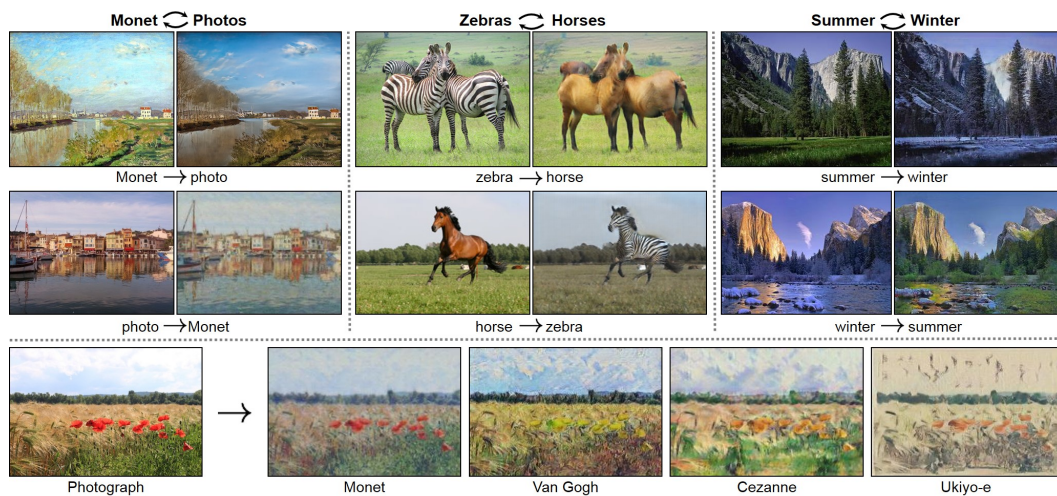 Monet Photos
Zebras Horses
Summer Winter
Monet → photo
zebra → horse
summer → winter
photo → Monet
horse → zebra
winter → summer
Photograph
Monet
Van Gogh
Cezanne
Ukiyo-e